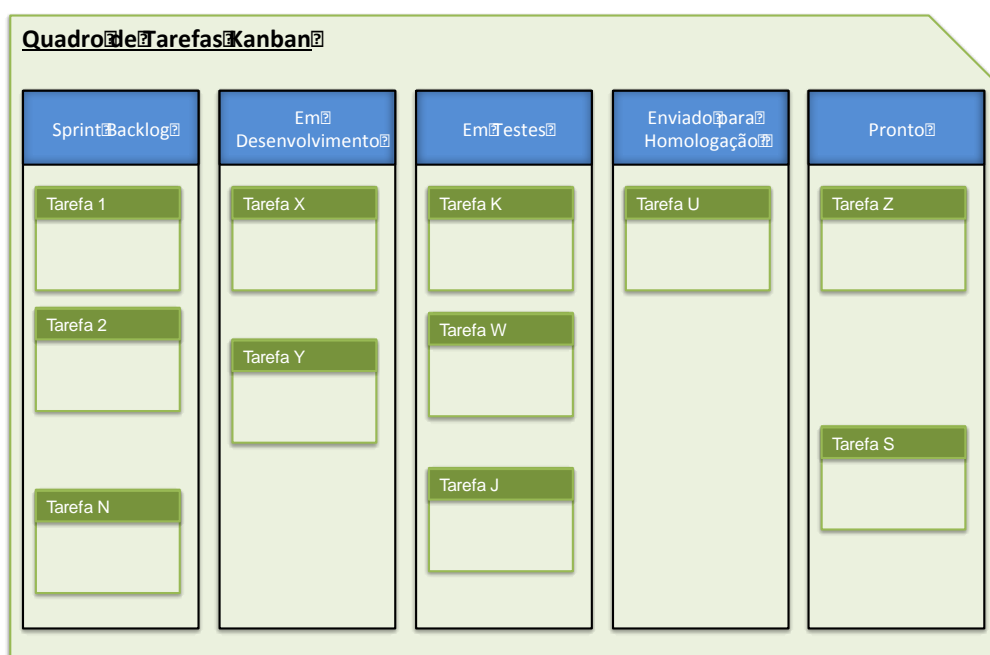 Quadro de Tarefas Kanban
Sprint Backlog
Em
Desenvolvimento
Em Testes
Enviado para
Homologação
Pronto
Tarefa 1
Tarefa X
Tarefa K
Tarefa U
Tarefa Z
Tarefa 2
Tarefa W
Tarefa Y
Tarefa S
Tarefa J
Tarefa N